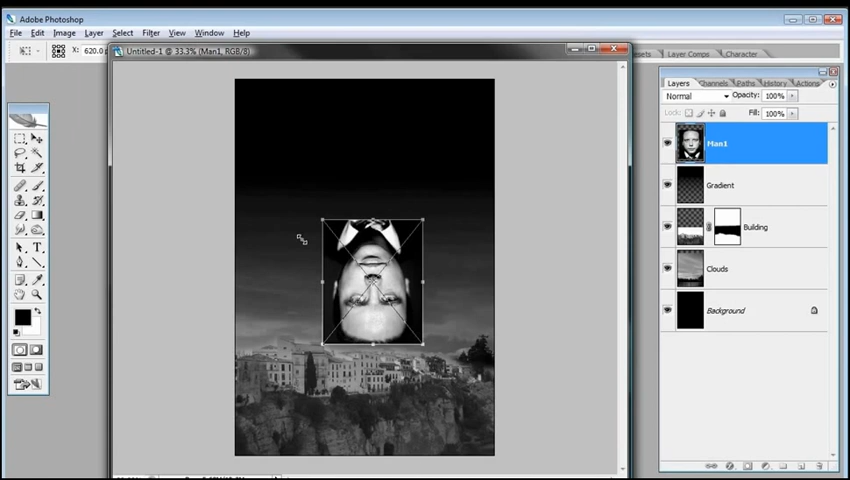 Adobe Photoshop
File Edit Image Layer Select Filter View Window Help
X: 620.0
Layer Comps Character
Untitled-1 @ 33.3% (Man1, RGB/8)
Layers Channels Paths History Actions
Normal Opacity: 100%
Lock: Fill: 100%
Man1
Gradient
Building
Clouds
Background